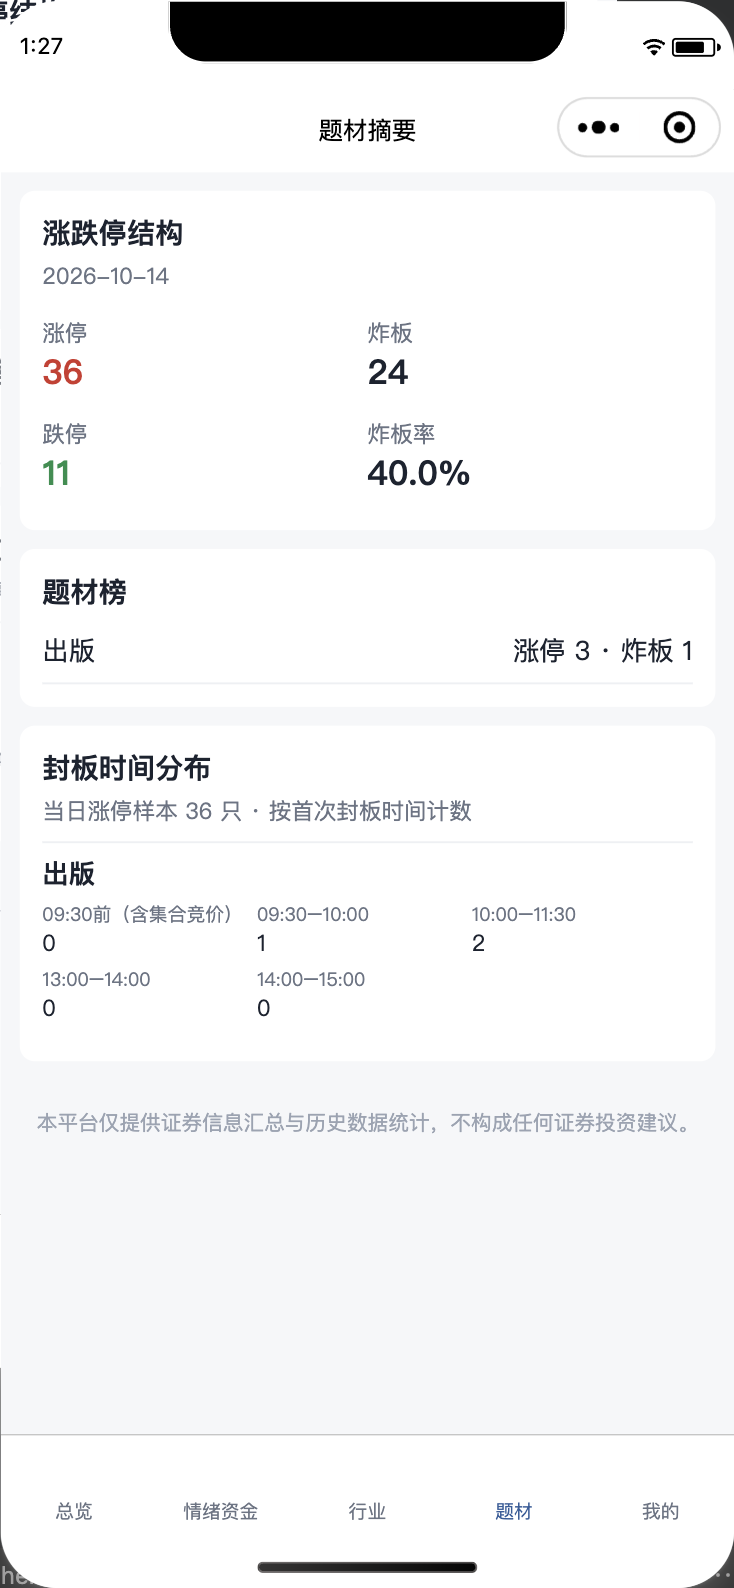 1:27
题材摘要
涨跌停结构
2026-10-14
涨停 炸板
36 24
跌停 炸板率
11 40.0%
题材榜
出版 涨停 3 · 炸板 1
封板时间分布
当日涨停样本 36 只 · 按首次封板时间计数
出版
09:30前（含集合竞价） 09:30—10:00 10:00—11:30
0 1 2
13:00—14:00 14:00—15:00
0 0
本平台仅提供证券信息汇总与历史数据统计，不构成任何证券投资建议。
总览 情绪资金 行业 题材 我的